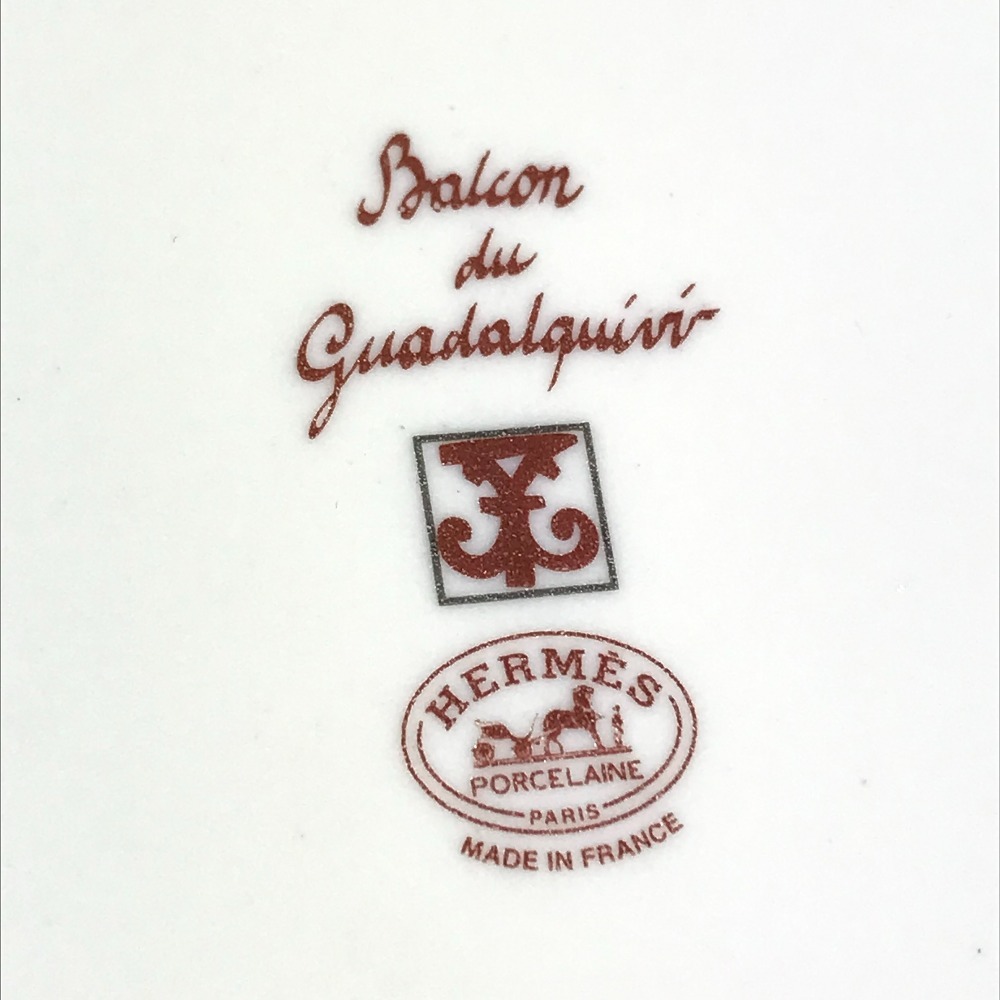 Balcon
du
Guadalquivir
HERMÈS
PORCELAINE
PARIS
MADE IN FRANCE